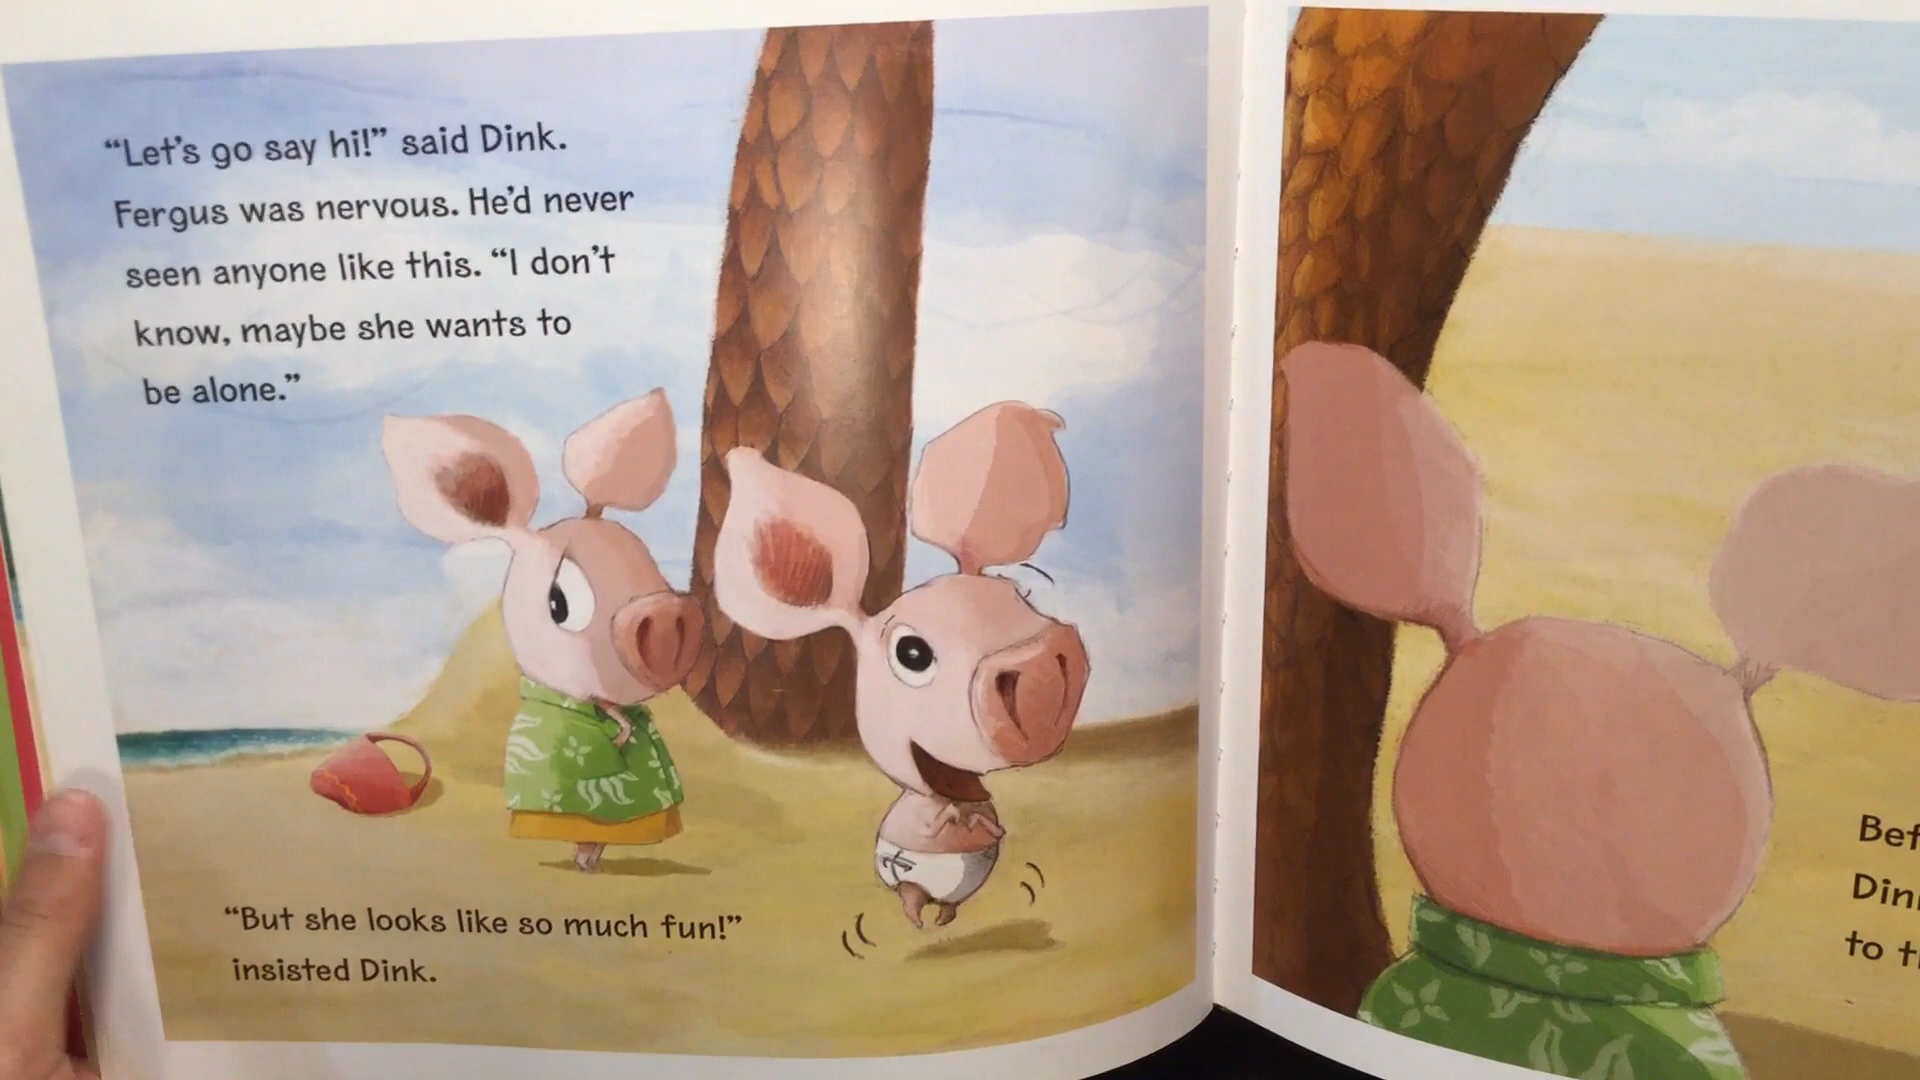 “Let’s go say hi!” said Dink.
Fergus was nervous. He’d never
seen anyone like this. “I don’t
know, maybe she wants to
be alone.”
“But she looks like so much fun!”
insisted Dink.
to